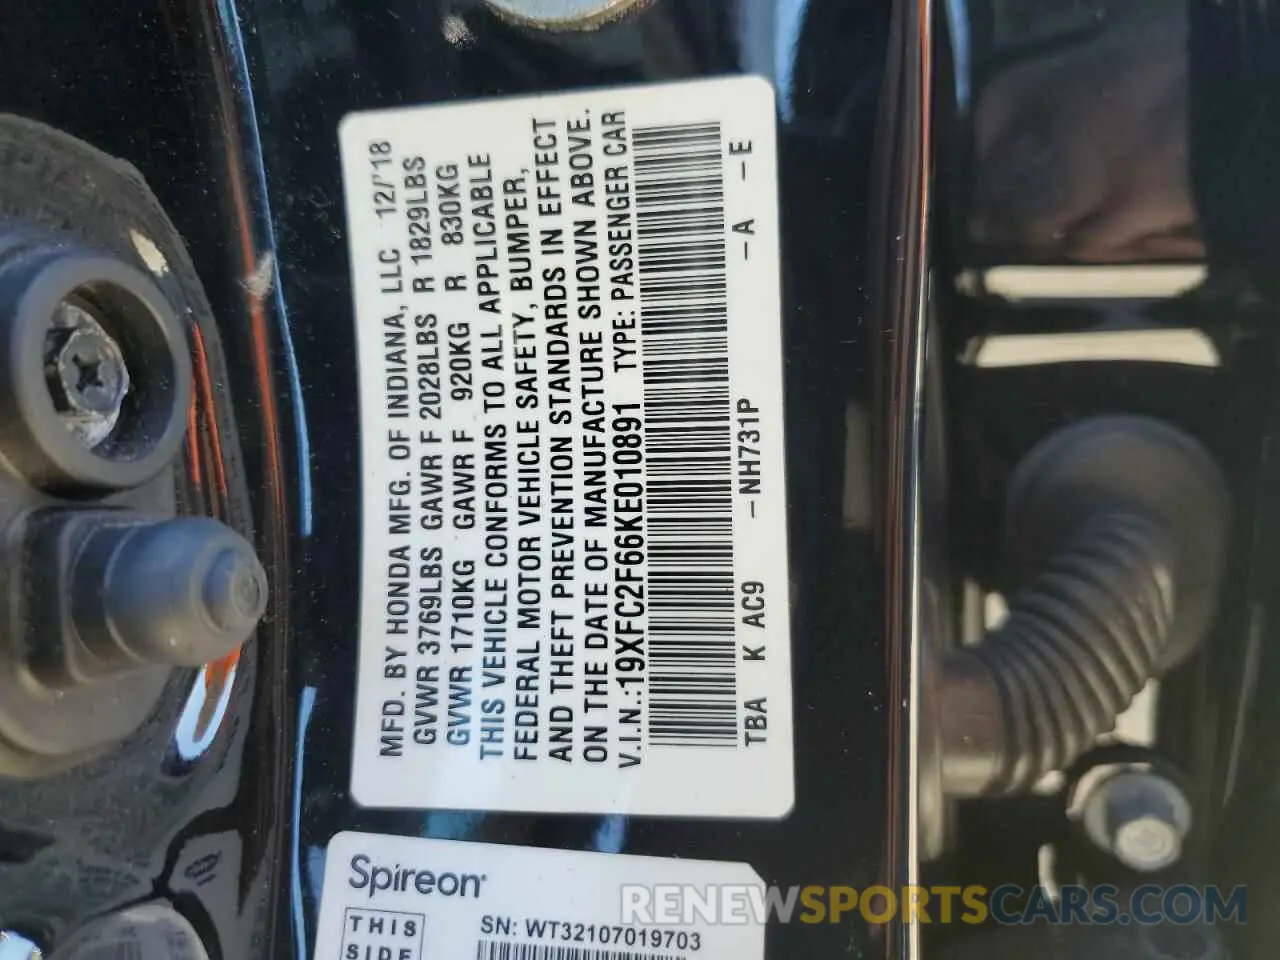 MFD. BY HONDA MFG. OF INDIANA, LLC 12/'18
GVWR 3769LBS GAWR F 2028LBS R 1829LBS
GVWR 1710KG GAWR F 920KG R 830KG
THIS VEHICLE CONFORMS TO ALL APPLICABLE
FEDERAL MOTOR VEHICLE SAFETY, BUMPER,
AND THEFT PREVENTION STANDARDS IN EFFECT
ON THE DATE OF MANUFACTURE SHOWN ABOVE.
V.I.N.:19XFC2F66KE010891 TYPE: PASSENGER CAR
TBA K AC9 -NH731P -A -E
Spireon
THIS
SIDE
SN: WT32107019703
RENEWSPORTSCARS.COM